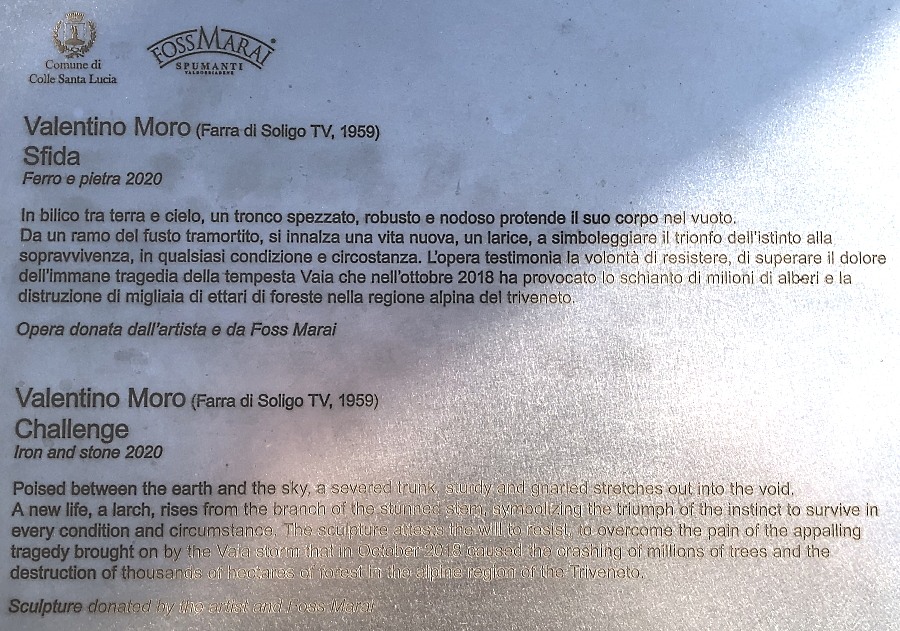 Comune di
Colle Santa Lucia
FOSS MARAI
SPUMANTI
VALDOBBIADENE
Valentino Moro (Farra di Soligo TV, 1959)
Sfida
Ferro e pietra 2020
In bilico tra terra e cielo, un tronco spezzato, robusto e nodoso protende il suo corpo nel vuoto.
Da un ramo del fusto tramortito, si innalza una vita nuova, un larice, a simboleggiare il trionfo dell'istinto alla
sopravvivenza, in qualsiasi condizione e circostanza. L'opera testimonia la volontà di resistere, di superare il dolore
dell'immane tragedia della tempesta Vaia che nell'ottobre 2018 ha provocato lo schianto di milioni di alberi e la
distruzione di migliaia di ettari di foreste nella regione alpina del triveneto.
Opera donata dall'artista e da Foss Marai
Valentino Moro (Farra di Soligo TV, 1959)
Challenge
Iron and stone 2020
Poised between the earth and the sky, a severed trunk, sturdy and gnarled stretches out into the void.
A new life, a larch, rises from the branch of the stunned stem, symbolizing the triumph of the instinct to survive in
every condition and circumstance. The sculpture attests the will to resist, to overcome the pain of the appalling
tragedy brought on by the Vaia storm that in October 2018 caused the crashing of millions of trees and the
destruction of thousands of hectares of forest in the alpine region of the Triveneto.
Sculpture donated by the artist and Foss Marai